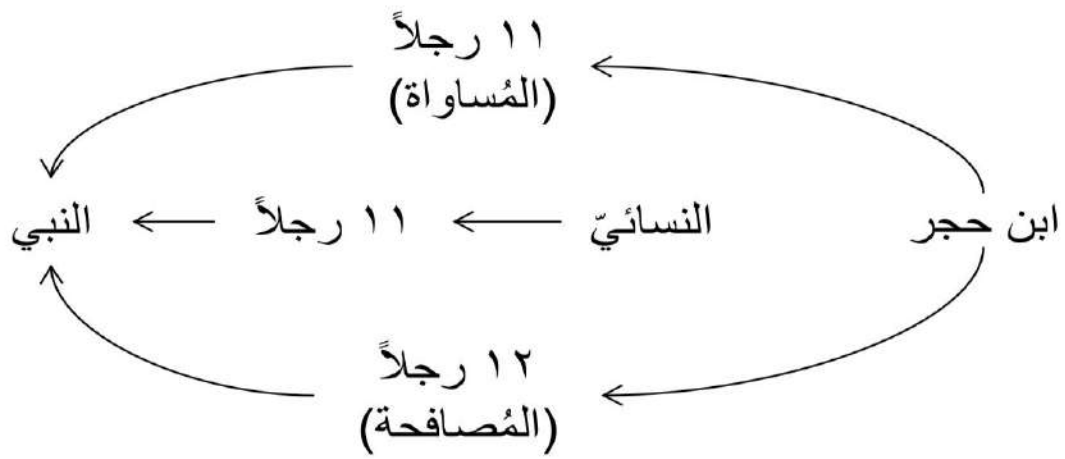 ١١ رجلاً
(المُساواة)
ابن حجر
النسائيّ
١١ رجلاً
النبي
١٢ رجلاً
(المُصافحة)